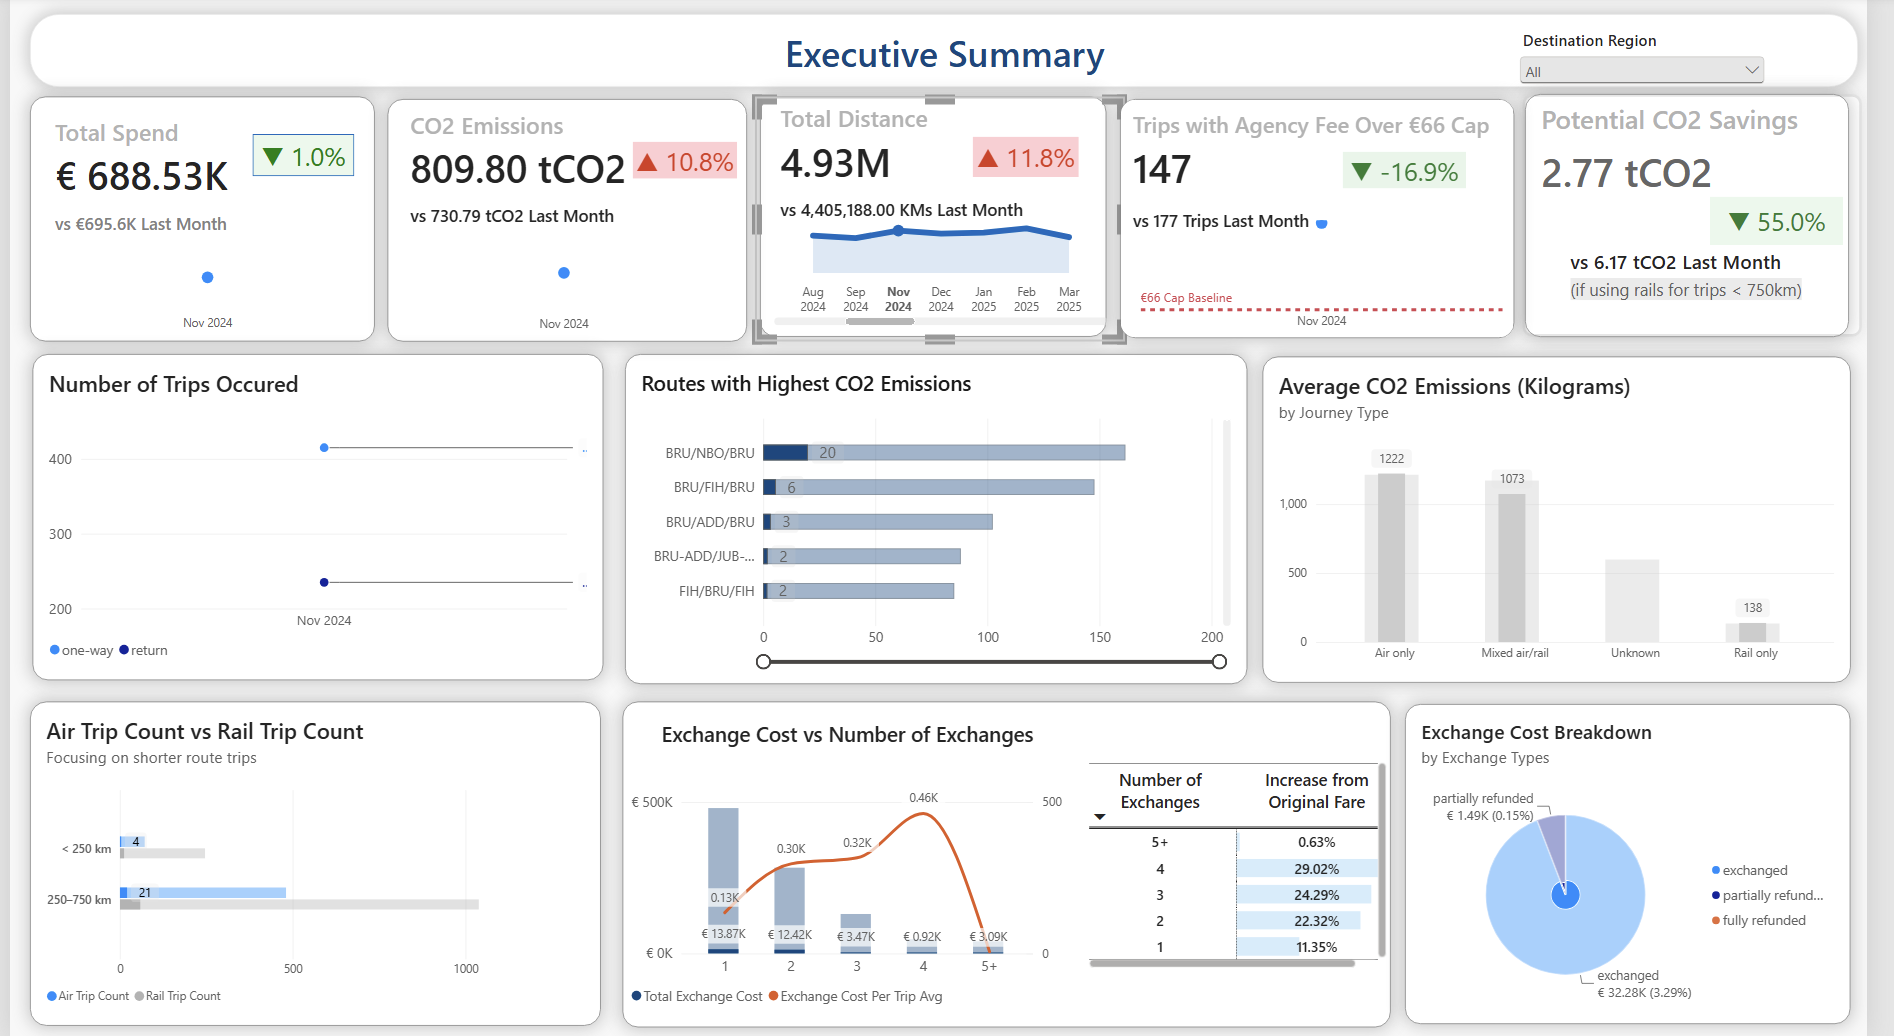 Executive Summary
Destination Region
All
Total Spend
€ 688.53K
▼ 1.0%
vs €695.6K Last Month
Nov 2024
CO2 Emissions
809.80 tCO2
▲ 10.8%
vs 730.79 tCO2 Last Month
Nov 2024
Total Distance
4.93M
▲ 11.8%
vs 4,405,188.00 KMs Last Month
Aug 2024
Sep 2024
Nov 2024
Dec 2024
Jan 2025
Feb 2025
Mar 2025
Trips with Agency Fee Over €66 Cap
147
▼ -16.9%
vs 177 Trips Last Month
€66 Cap Baseline
Nov 2024
Potential CO2 Savings
2.77 tCO2
▼ 55.0%
vs 6.17 tCO2 Last Month
(if using rails for trips < 750km)
Number of Trips Occured
400
300
200
Nov 2024
one-way return
Routes with Highest CO2 Emissions
BRU/NBO/BRU 20
BRU/FIH/BRU 6
BRU/ADD/BRU 3
BRU-ADD/JUB-... 2
FIH/BRU/FIH 2
0 50 100 150 200
Average CO2 Emissions (Kilograms)
by Journey Type
1,000
500
0
1222
1073
138
Air only Mixed air/rail Unknown Rail only
Air Trip Count vs Rail Trip Count
Focusing on shorter route trips
< 250 km 4
250–750 km 21
0 500 1000
Air Trip Count Rail Trip Count
Exchange Cost vs Number of Exchanges
€ 500K
€ 0K
500
0
0.13K 0.30K 0.32K 0.46K
€ 13.87K € 12.42K € 3.47K € 0.92K € 3.09K
1 2 3 4 5+
Total Exchange Cost Exchange Cost Per Trip Avg
Number of Exchanges Increase from Original Fare
5+ 0.63%
4 29.02%
3 24.29%
2 22.32%
1 11.35%
Exchange Cost Breakdown
by Exchange Types
partially refunded
€ 1.49K (0.15%)
exchanged
€ 32.28K (3.29%)
exchanged
partially refund...
fully refunded